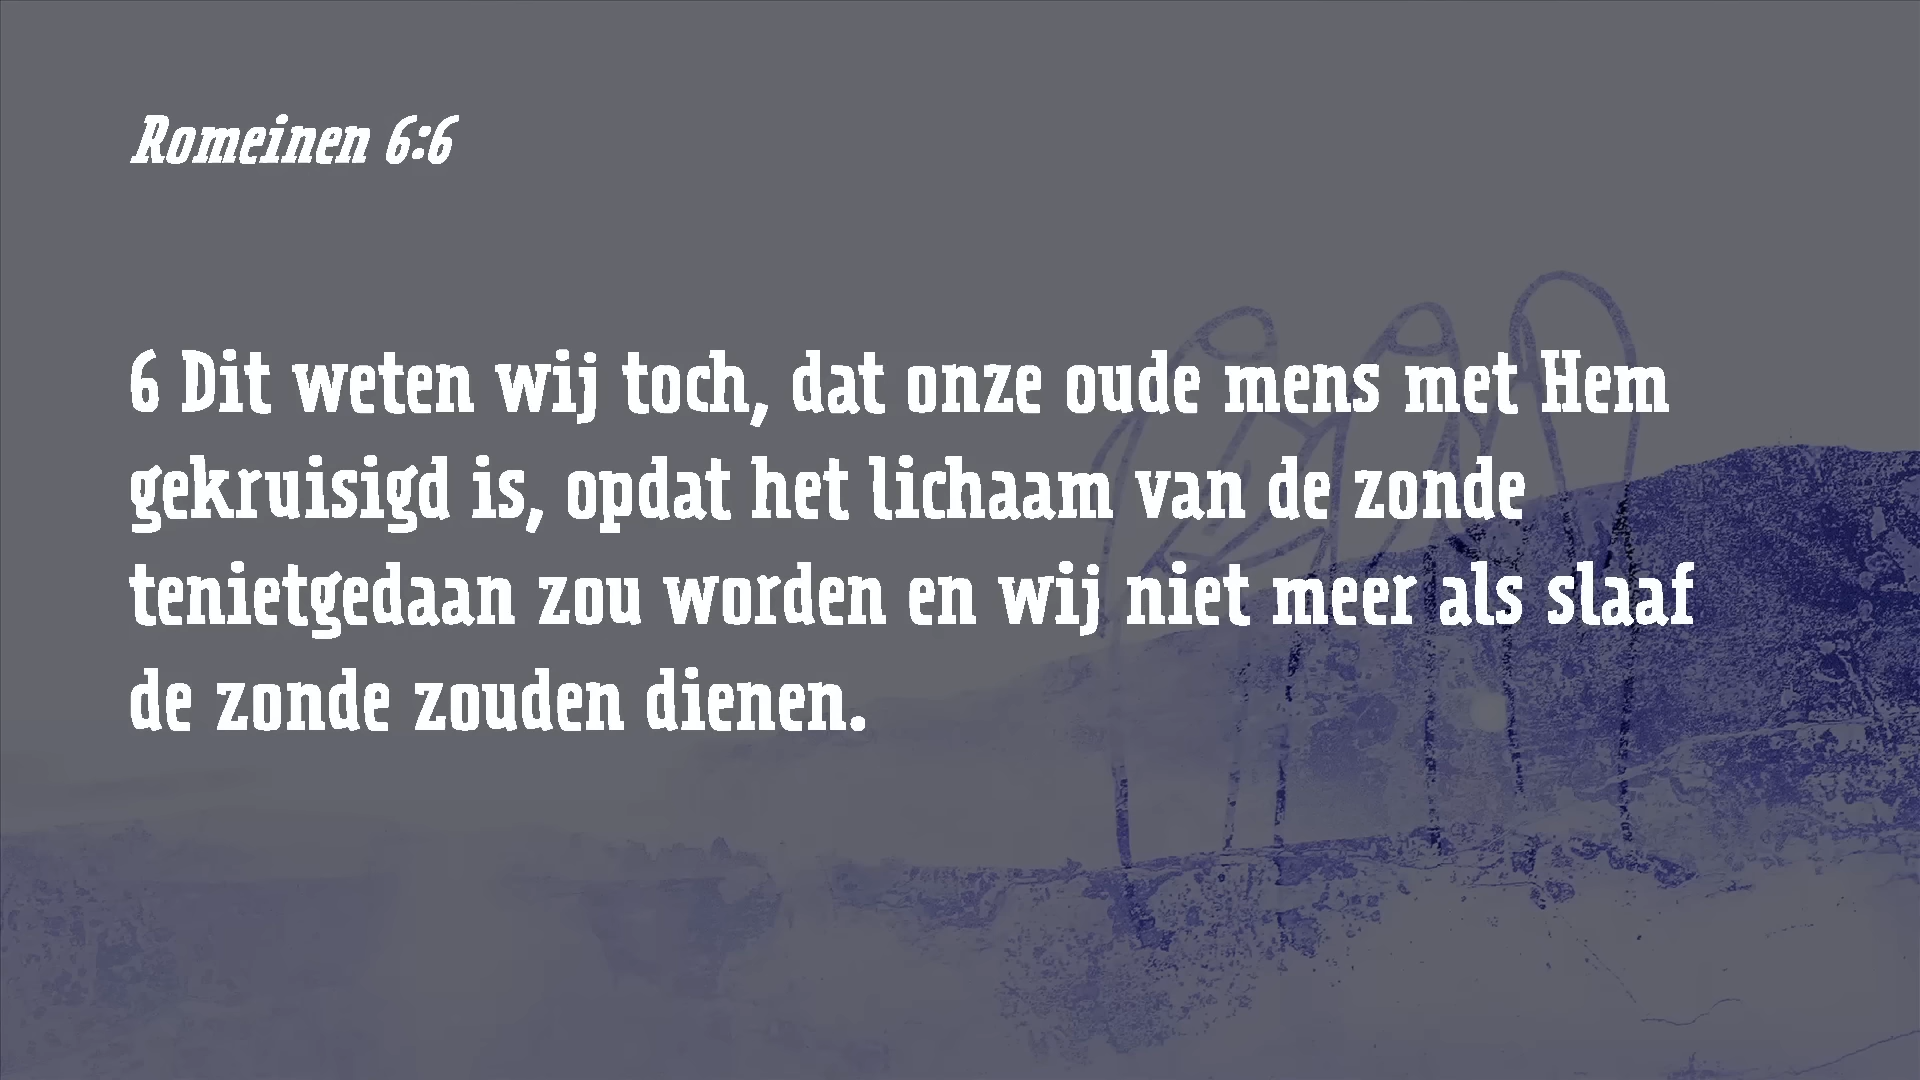 Romeinen 6:6
6 Dit weten wij toch, dat onze oude mens met Hem
gekruisigd is, opdat het lichaam van de zonde
tenietgedaan zou worden en wij niet meer als slaaf
de zonde zouden dienen.